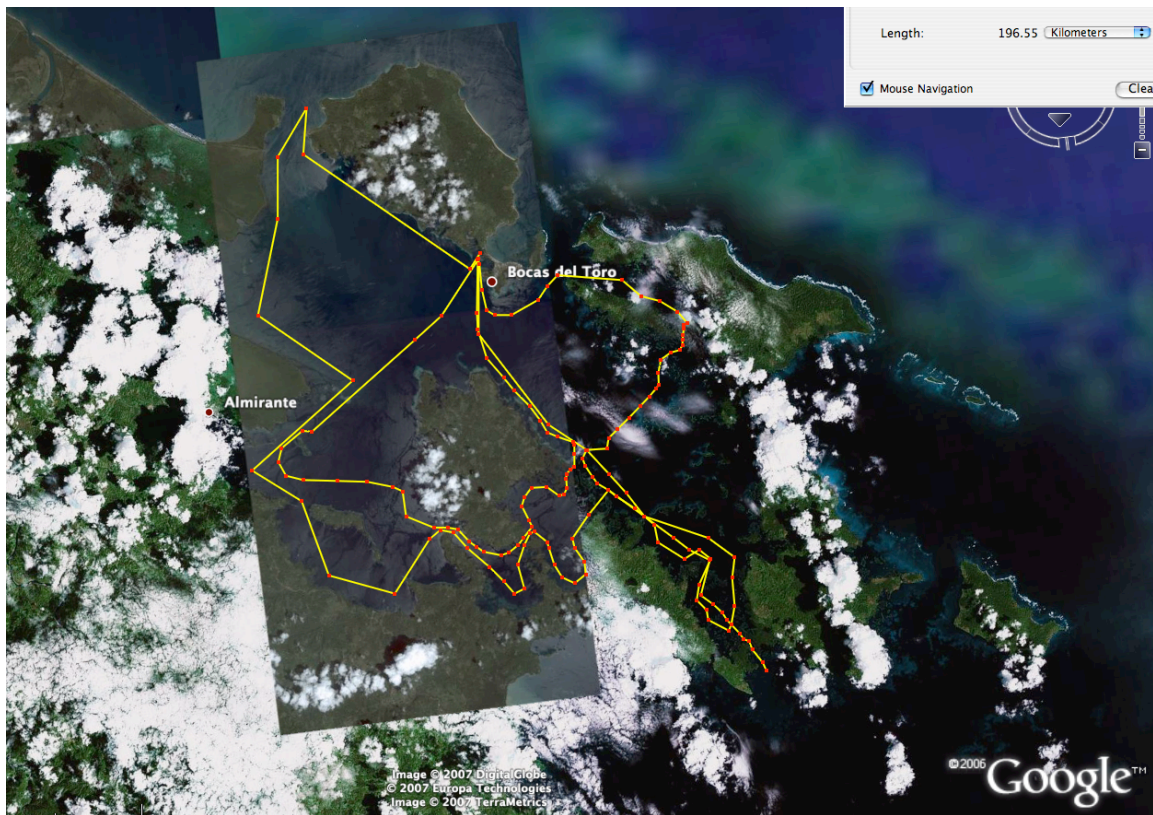 Length: 196.55 Kilometers
Mouse Navigation
Clea
Bocas del Toro
Almirante
Image © 2007 DigitalGlobe
© 2007 Europa Technologies
Image © 2007 TerraMetrics
©2006 Google™